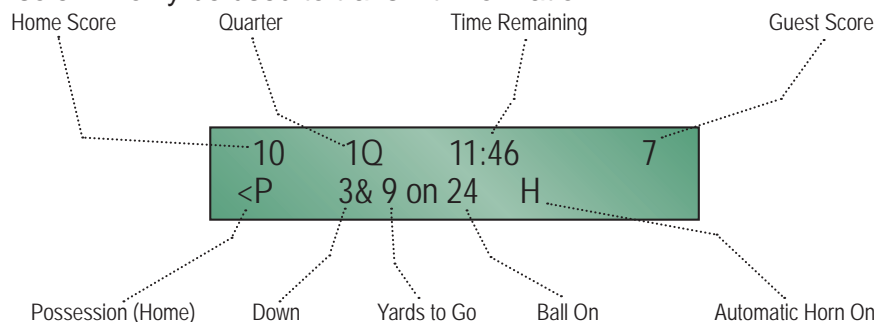 Home Score Quarter Time Remaining Guest Score
10 1Q 11:46 7
<P 3& 9 on 24 H
Possession (Home) Down Yards to Go Ball On Automatic Horn On